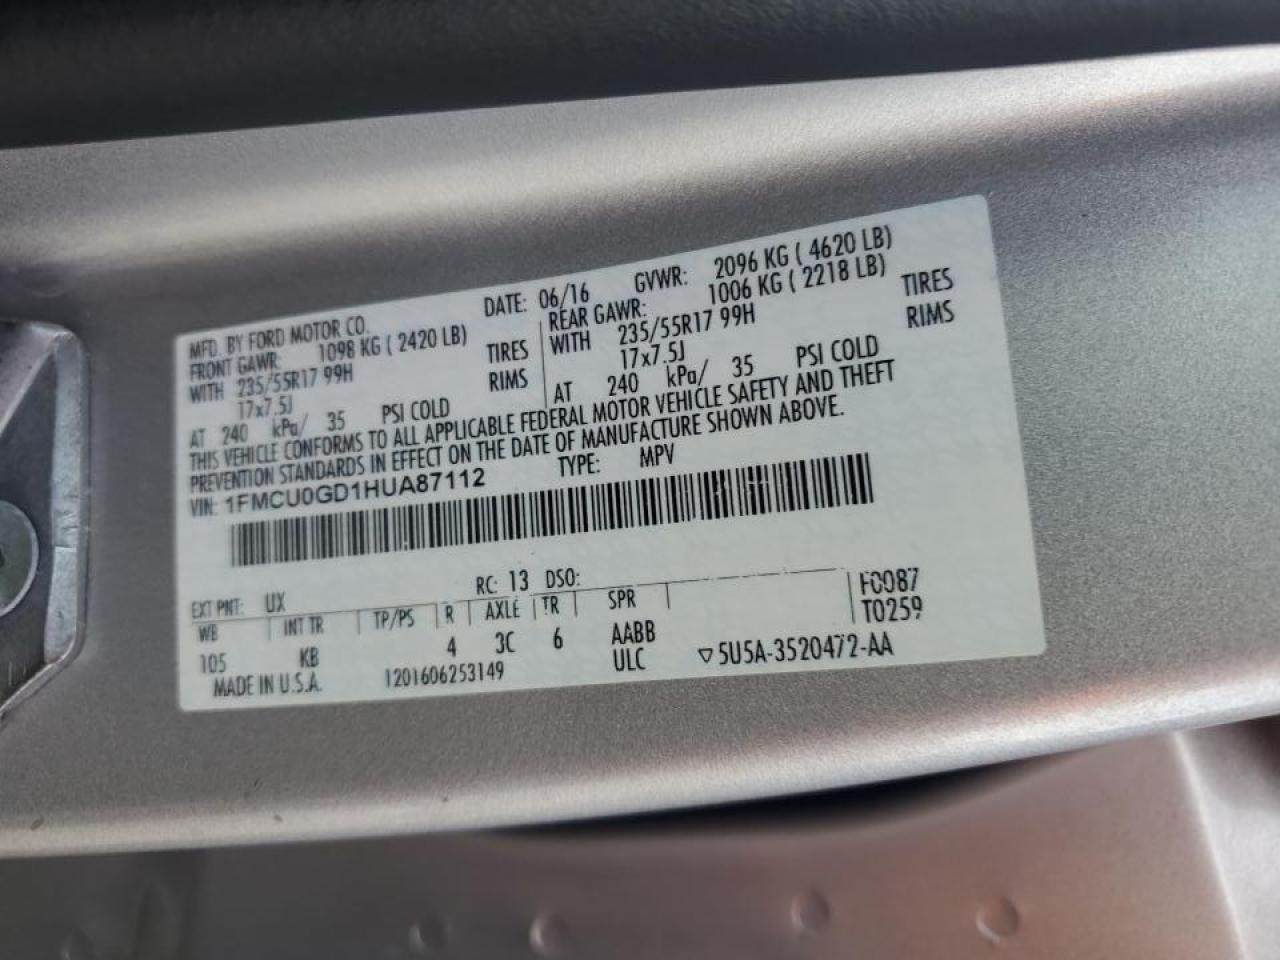 MFD. BY FORD MOTOR CO. DATE: 06/16 GVWR: 2096 KG ( 4620 LB)
FRONT GAWR: 1098 KG ( 2420 LB) REAR GAWR: 1006 KG ( 2218 LB)
WITH 235/55R17 99H TIRES WITH 235/55R17 99H TIRES
17x7.5J RIMS 17x7.5J RIMS
AT 240 kPa/ 35 PSI COLD AT 240 kPa/ 35 PSI COLD
THIS VEHICLE CONFORMS TO ALL APPLICABLE FEDERAL MOTOR VEHICLE SAFETY AND THEFT
PREVENTION STANDARDS IN EFFECT ON THE DATE OF MANUFACTURE SHOWN ABOVE.
VIN: 1FMCU0GD1HUA87112 TYPE: MPV
EXT PNT: UX RC: 13 DSO: F0087
WB INT TR TP/PS R AXLE TR SPR T0259
105 KB 4 3C 6 AABB
MADE IN U.S.A. 1201606253149 ULC ▽5U5A-3520472-AA